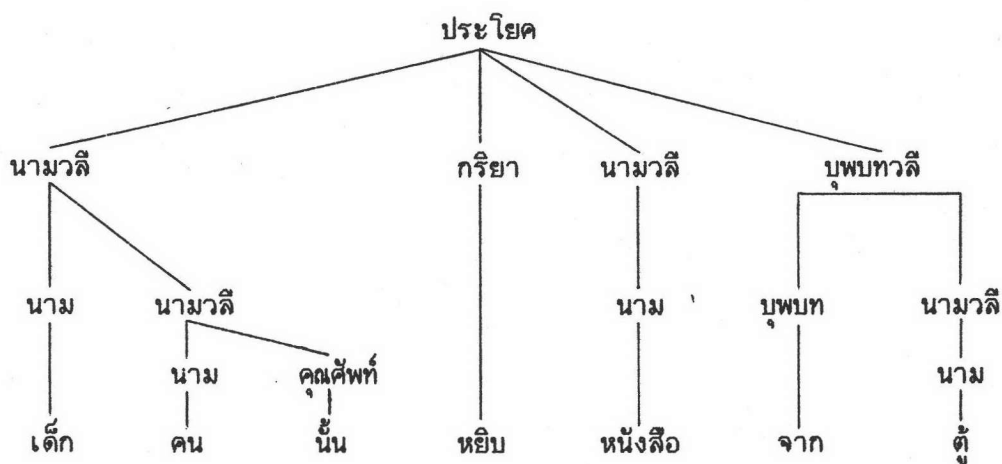 ประโยค
นามวลี กริยา นามวลี บุพบทวลี
นาม นามวลี นาม บุพบท นามวลี
นาม คุณศัพท์ นาม
เด็ก คน นั้น หยิบ หนังสือ จาก ตู้